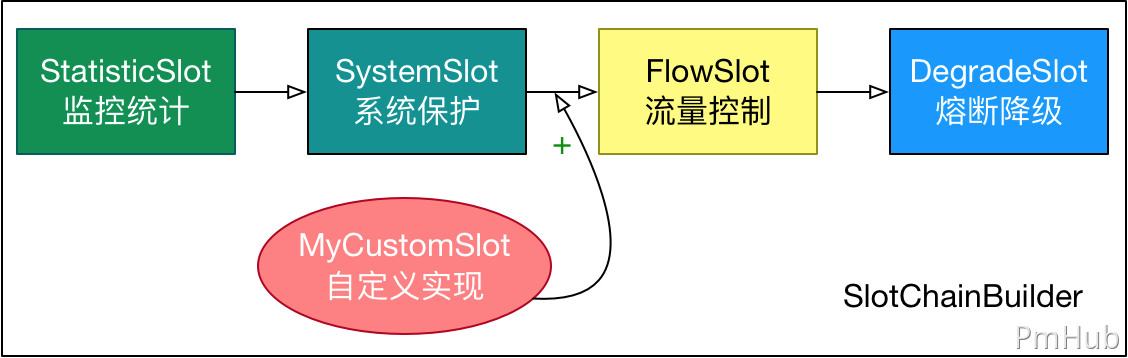 StatisticSlot
监控统计
SystemSlot
系统保护
FlowSlot
流量控制
DegradeSlot
熔断降级
+
MyCustomSlot
自定义实现
SlotChainBuilder
PmHub